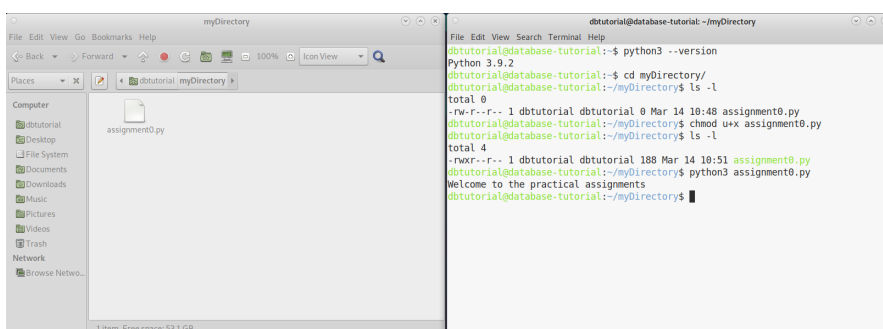 myDirectory
File Edit View Go Bookmarks Help
Back Forward 100% Icon View
Places dbtutorial myDirectory
Computer
dbtutorial
Desktop
File System
Documents
Downloads
Music
Pictures
Videos
Trash
Network
Browse Netwo...
assignment0.py
1 item, Free space: 53.1 GB
dbtutorial@database-tutorial: ~/myDirectory
File Edit View Search Terminal Help
dbtutorial@database-tutorial:~$ python3 --version
Python 3.9.2
dbtutorial@database-tutorial:~$ cd myDirectory/
dbtutorial@database-tutorial:~/myDirectory$ ls -l
total 0
-rw-r--r-- 1 dbtutorial dbtutorial 0 Mar 14 10:48 assignment0.py
dbtutorial@database-tutorial:~/myDirectory$ chmod u+x assignment0.py
dbtutorial@database-tutorial:~/myDirectory$ ls -l
total 4
-rwxr--r-- 1 dbtutorial dbtutorial 188 Mar 14 10:51 assignment0.py
dbtutorial@database-tutorial:~/myDirectory$ python3 assignment0.py
Welcome to the practical assignments
dbtutorial@database-tutorial:~/myDirectory$